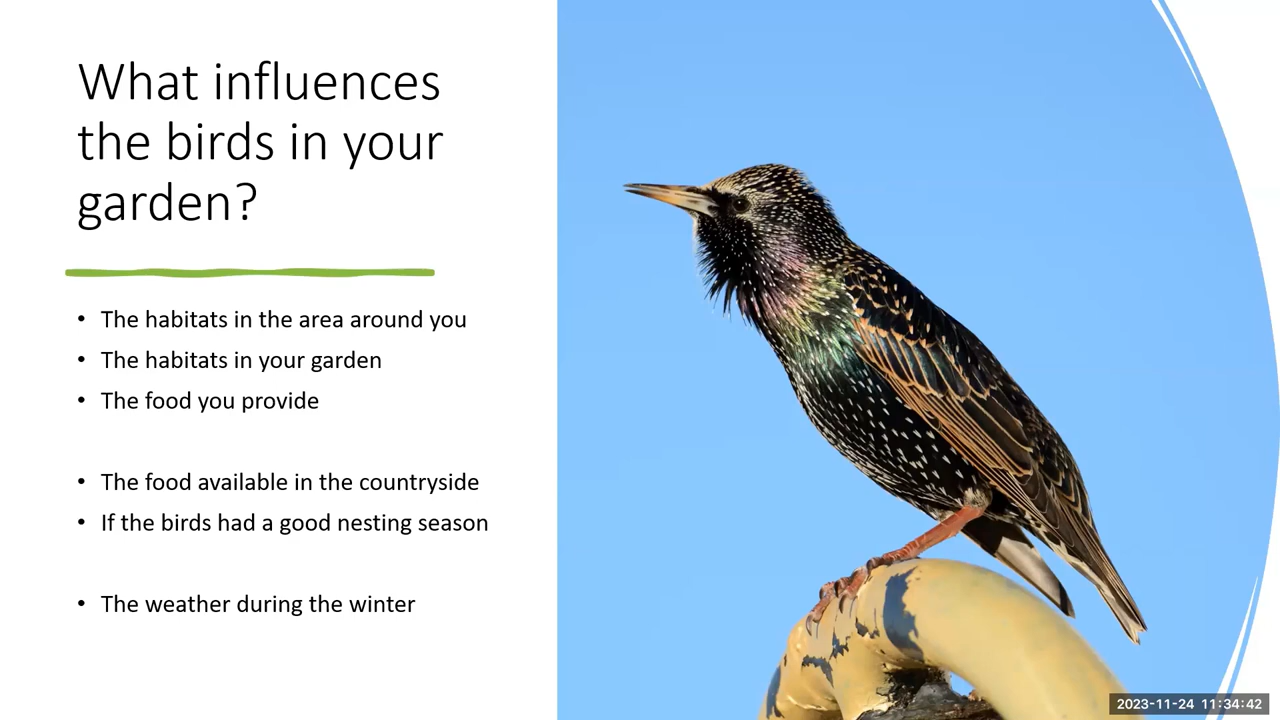 What influences
the birds in your
garden?
• The habitats in the area around you
• The habitats in your garden
• The food you provide
• The food available in the countryside
• If the birds had a good nesting season
• The weather during the winter
2023-11-24 11:34:42